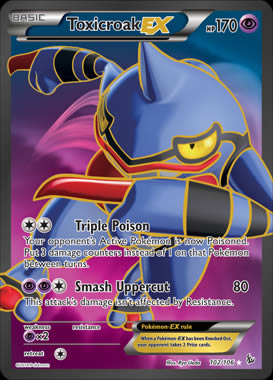 BASIC
Toxicroak EX
HP170
Triple Poison
Your opponent's Active Pokémon is now Poisoned.
Put 3 damage counters instead of 1 on that Pokémon
between turns.
Smash Uppercut 80
This attack's damage isn't affected by Resistance.
weakness
×2
resistance
retreat
Pokémon-EX rule
When a Pokémon-EX has been Knocked Out,
your opponent takes 2 Prize cards.
Illus. Ryo Ueda
102/106